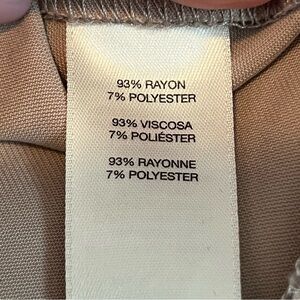 93% RAYON
7% POLYESTER
93% VISCOSA
7% POLIÉSTER
93% RAYONNE
7% POLYESTER